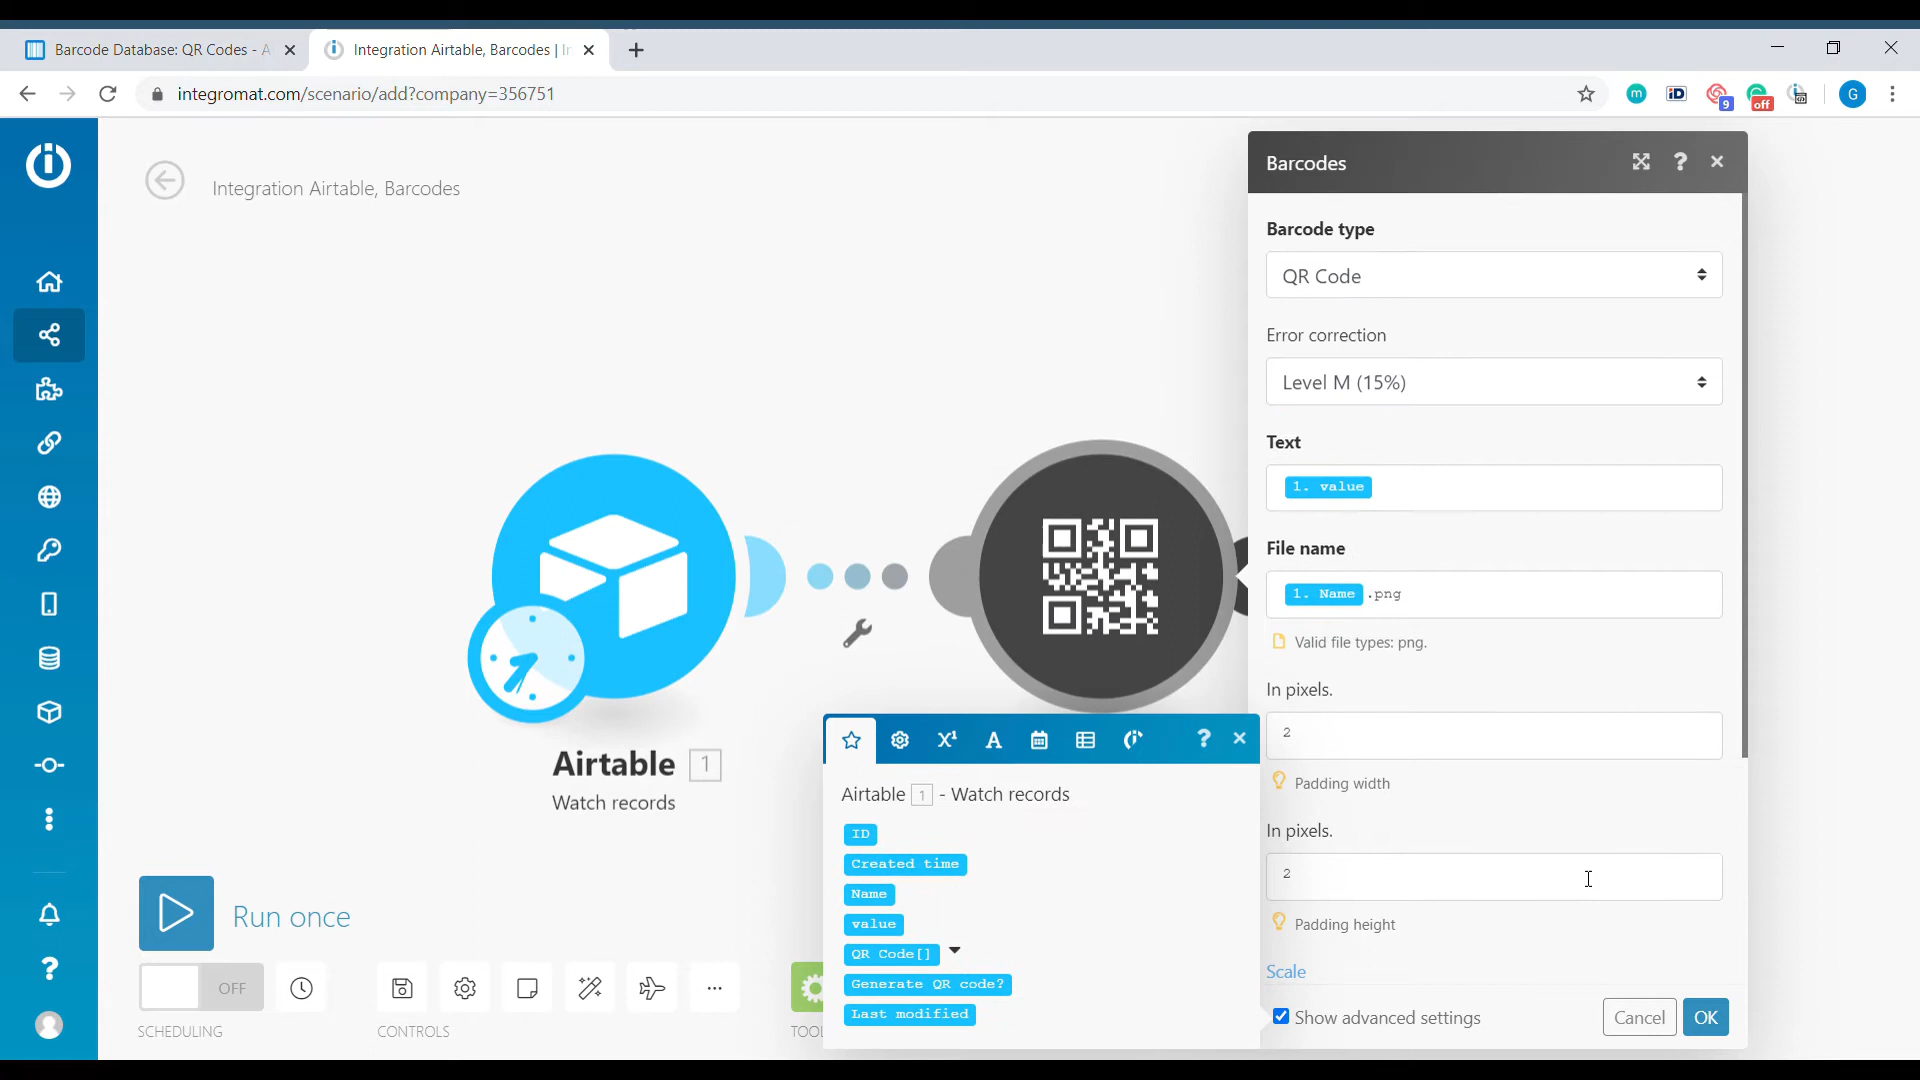 Barcode Database: QR Codes - A
Integration Airtable, Barcodes | In
integromat.com/scenario/add?company=356751
9
off
G
Integration Airtable, Barcodes
Barcodes
?
Barcode type
QR Code
Error correction
Level M (15%)
Text
1. value
File name
1. Name .png
Valid file types: png.
In pixels.
2
Padding width
In pixels.
2
Padding height
Scale
Show advanced settings
Cancel
OK
Airtable 1
Watch records
?
Airtable 1 - Watch records
ID
Created time
Name
value
QR Code[]
Generate QR code?
Last modified
Run once
OFF
SCHEDULING
CONTROLS
TOOL